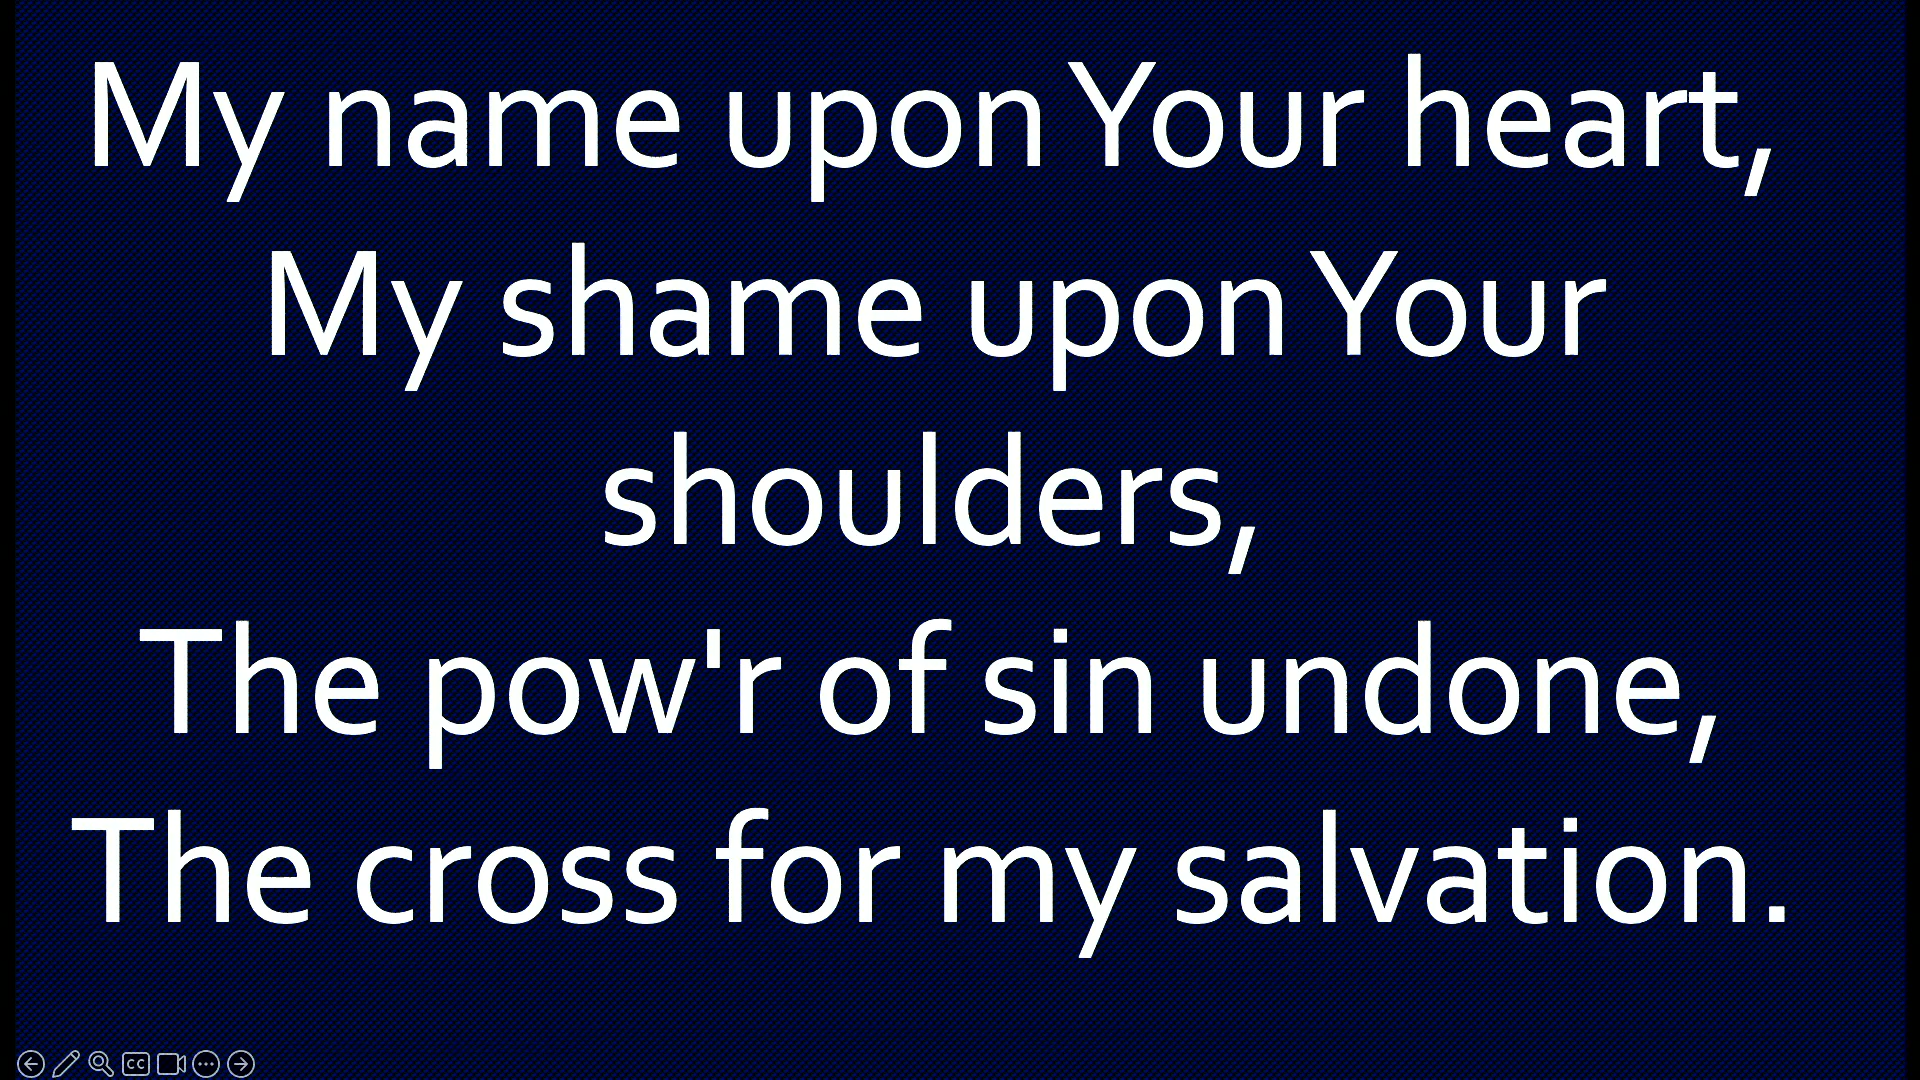 My name upon Your heart,
My shame upon Your
shoulders,
The pow'r of sin undone,
The cross for my salvation.
CC